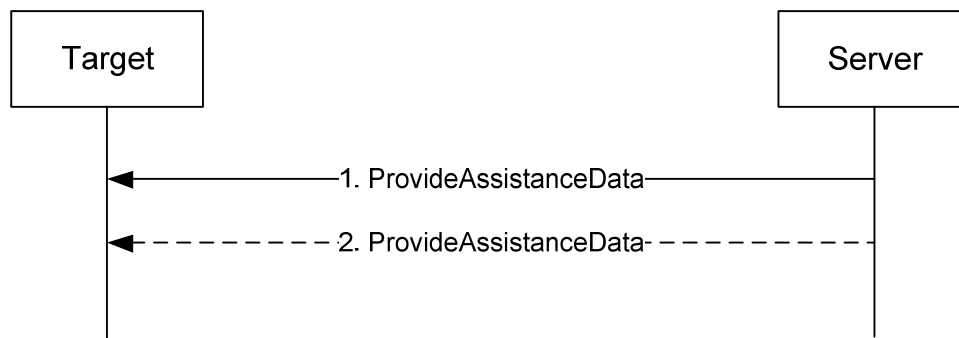 Target
Server
1. ProvideAssistanceData
2. ProvideAssistanceData